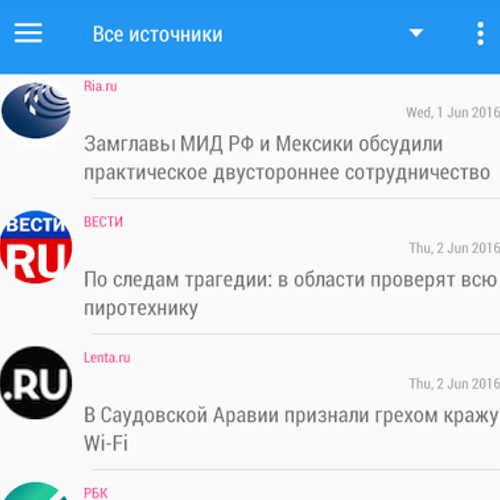 Все источники
Ria.ru
Wed, 1 Jun 2016
Замглавы МИД РФ и Мексики обсудили
практическое двустороннее сотрудничество
ВЕСТИ
ВЕСТИ
RU
Thu, 2 Jun 2016
По следам трагедии: в области проверят всю
пиротехнику
Lenta.ru
.RU
Thu, 2 Jun 2016
В Саудовской Аравии признали грехом кражу
Wi-Fi
РБК